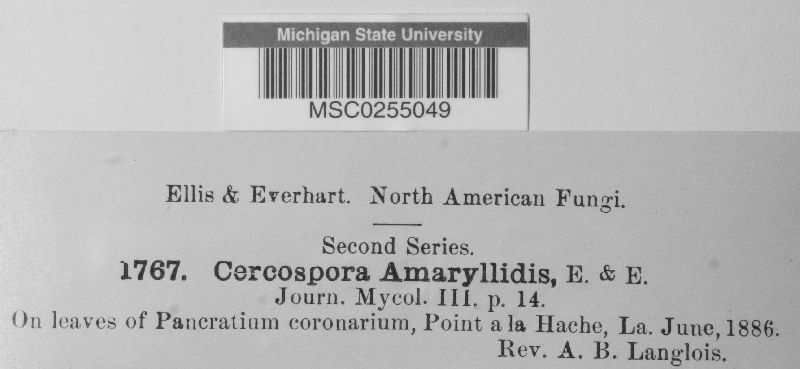 Michigan State University
MSC0255049
Ellis & Everhart. North American Fungi.
Second Series.
1767. Cercospora Amaryllidis, E. & E.
Journ. Mycol. III. p. 14.
On leaves of Pancratium coronarium, Point a la Hache, La. June, 1886.
Rev. A. B. Langlois.